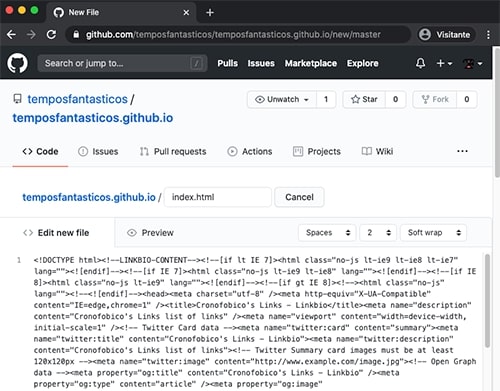 New File
github.com/temposfantasticos/temposfantasticos.github.io/new/master
Visitante
Search or jump to...
/
Pulls Issues Marketplace Explore
temposfantasticos /
temposfantasticos.github.io
Unwatch 1 Star 0 Fork 0
Code Issues Pull requests Actions Projects Wiki ...
temposfantasticos.github.io / index.html Cancel
Edit new file Preview Spaces 2 Soft wrap
1 <!DOCTYPE html><!--LINKBIO-CONTENT--><!--[if lt IE 7]><html class="no-js lt-ie9 lt-ie8 lt-ie7"
lang=""><![endif]--><!--[if IE 7]><html class="no-js lt-ie9 lt-ie8" lang=""><![endif]--><!--[if IE
8]><html class="no-js lt-ie9" lang=""><![endif]--><!--[if gt IE 8]><!--><html class="no-js"
lang=""><!--<![endif]--><head><meta charset="utf-8" /><meta http-equiv="X-UA-Compatible"
content="IE=edge,chrome=1" /><title>Cronofobico's Links - Linkbio</title><meta name="description"
content="Cronofobico's Links list of links" /><meta name="viewport" content="width=device-width,
initial-scale=1" /><!-- Twitter Card data --><meta name="twitter:card" content="summary"><meta
name="twitter:title" content="Cronofobico's Links - Linkbio"><meta name="twitter:description"
content="Cronofobico's Links list of links"><!-- Twitter Summary card images must be at least
120x120px --><meta name="twitter:image" content="http://www.example.com/image.jpg"><!-- Open Graph
data --><meta property="og:title" content="Cronofobico's Links - Linkbio" /><meta
property="og:type" content="article" /><meta property="og:image"